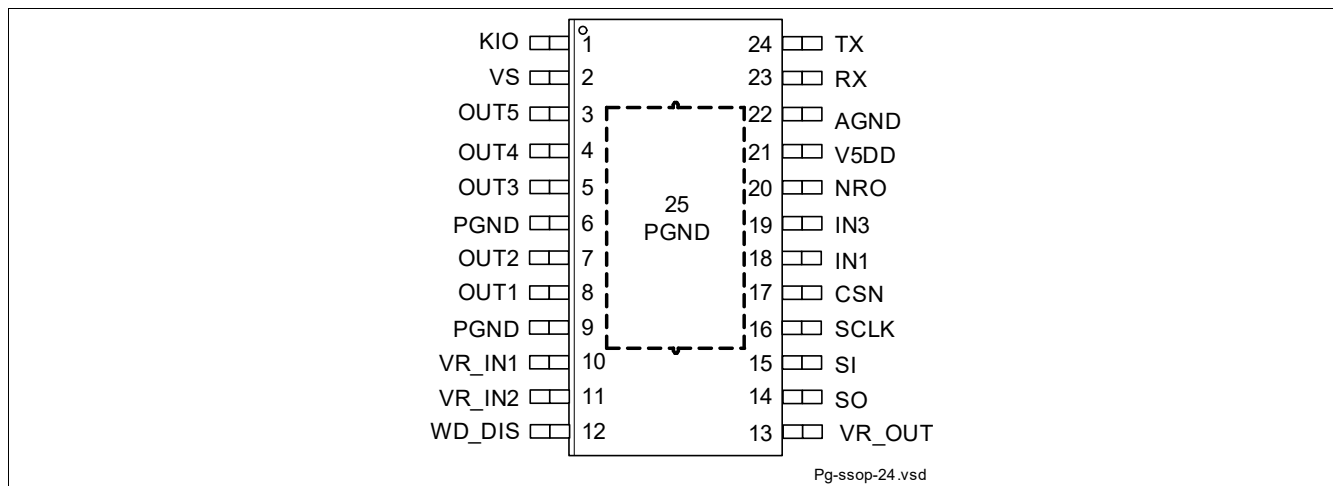 KIO 1 24 TX
VS 2 23 RX
OUT5 3 22 AGND
OUT4 4 21 V5DD
OUT3 5 20 NRO
25
PGND 6 19 IN3
PGND
OUT2 7 18 IN1
OUT1 8 17 CSN
PGND 9 16 SCLK
VR_IN1 10 15 SI
VR_IN2 11 14 SO
WD_DIS 12 13 VR_OUT
Pg-ssop-24.vsd